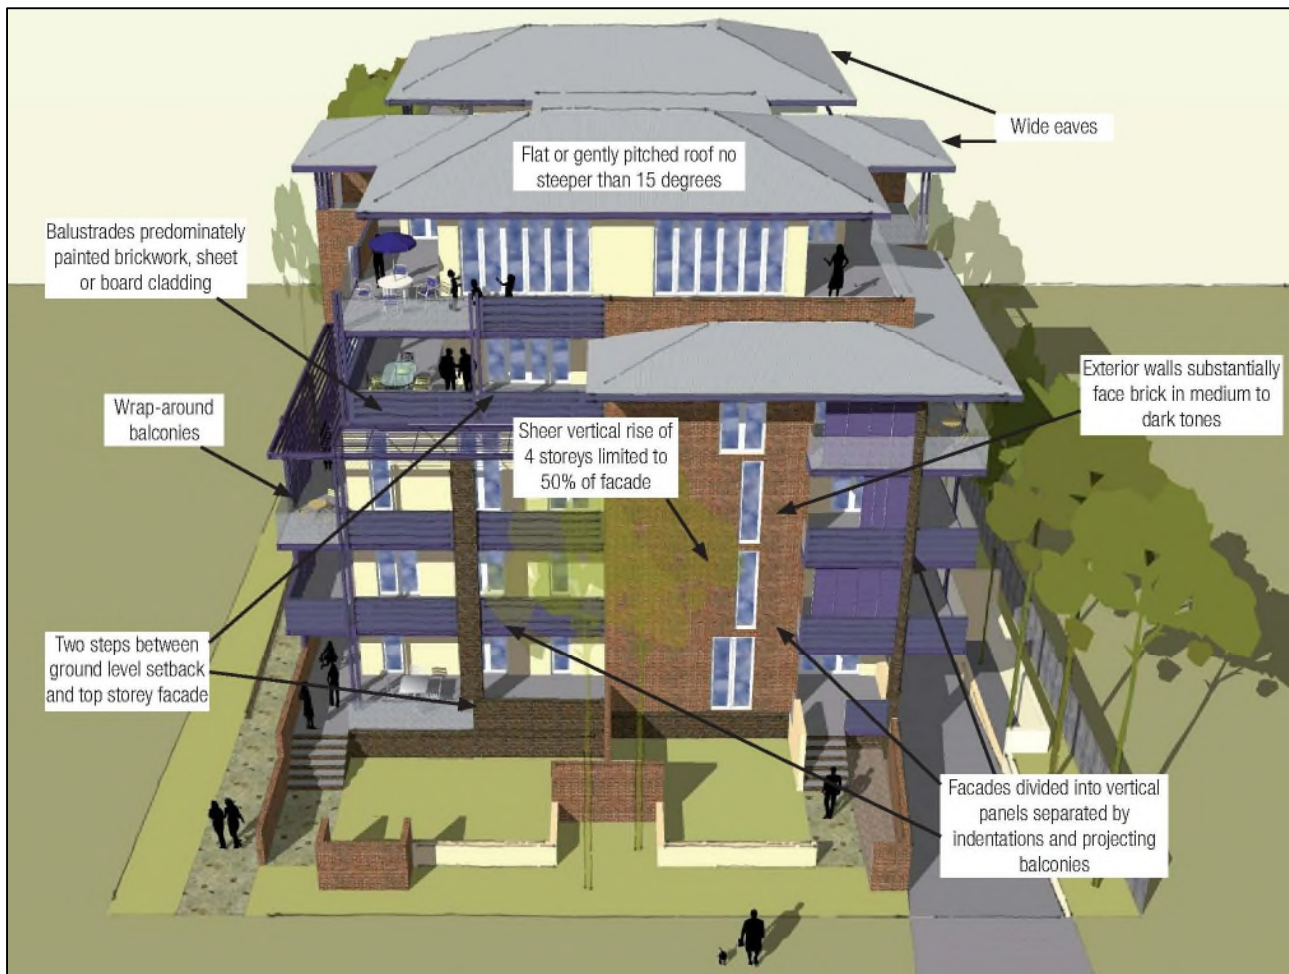 Wide eaves
Flat or gently pitched roof no
steeper than 15 degrees
Balustrades predominately
painted brickwork, sheet
or board cladding
Exterior walls substantially
face brick in medium to
dark tones
Wrap-around
balconies
Sheer vertical rise of
4 storeys limited to
50% of facade
Two steps between
ground level setback
and top storey facade
Facades divided into vertical
panels separated by
indentations and projecting
balconies